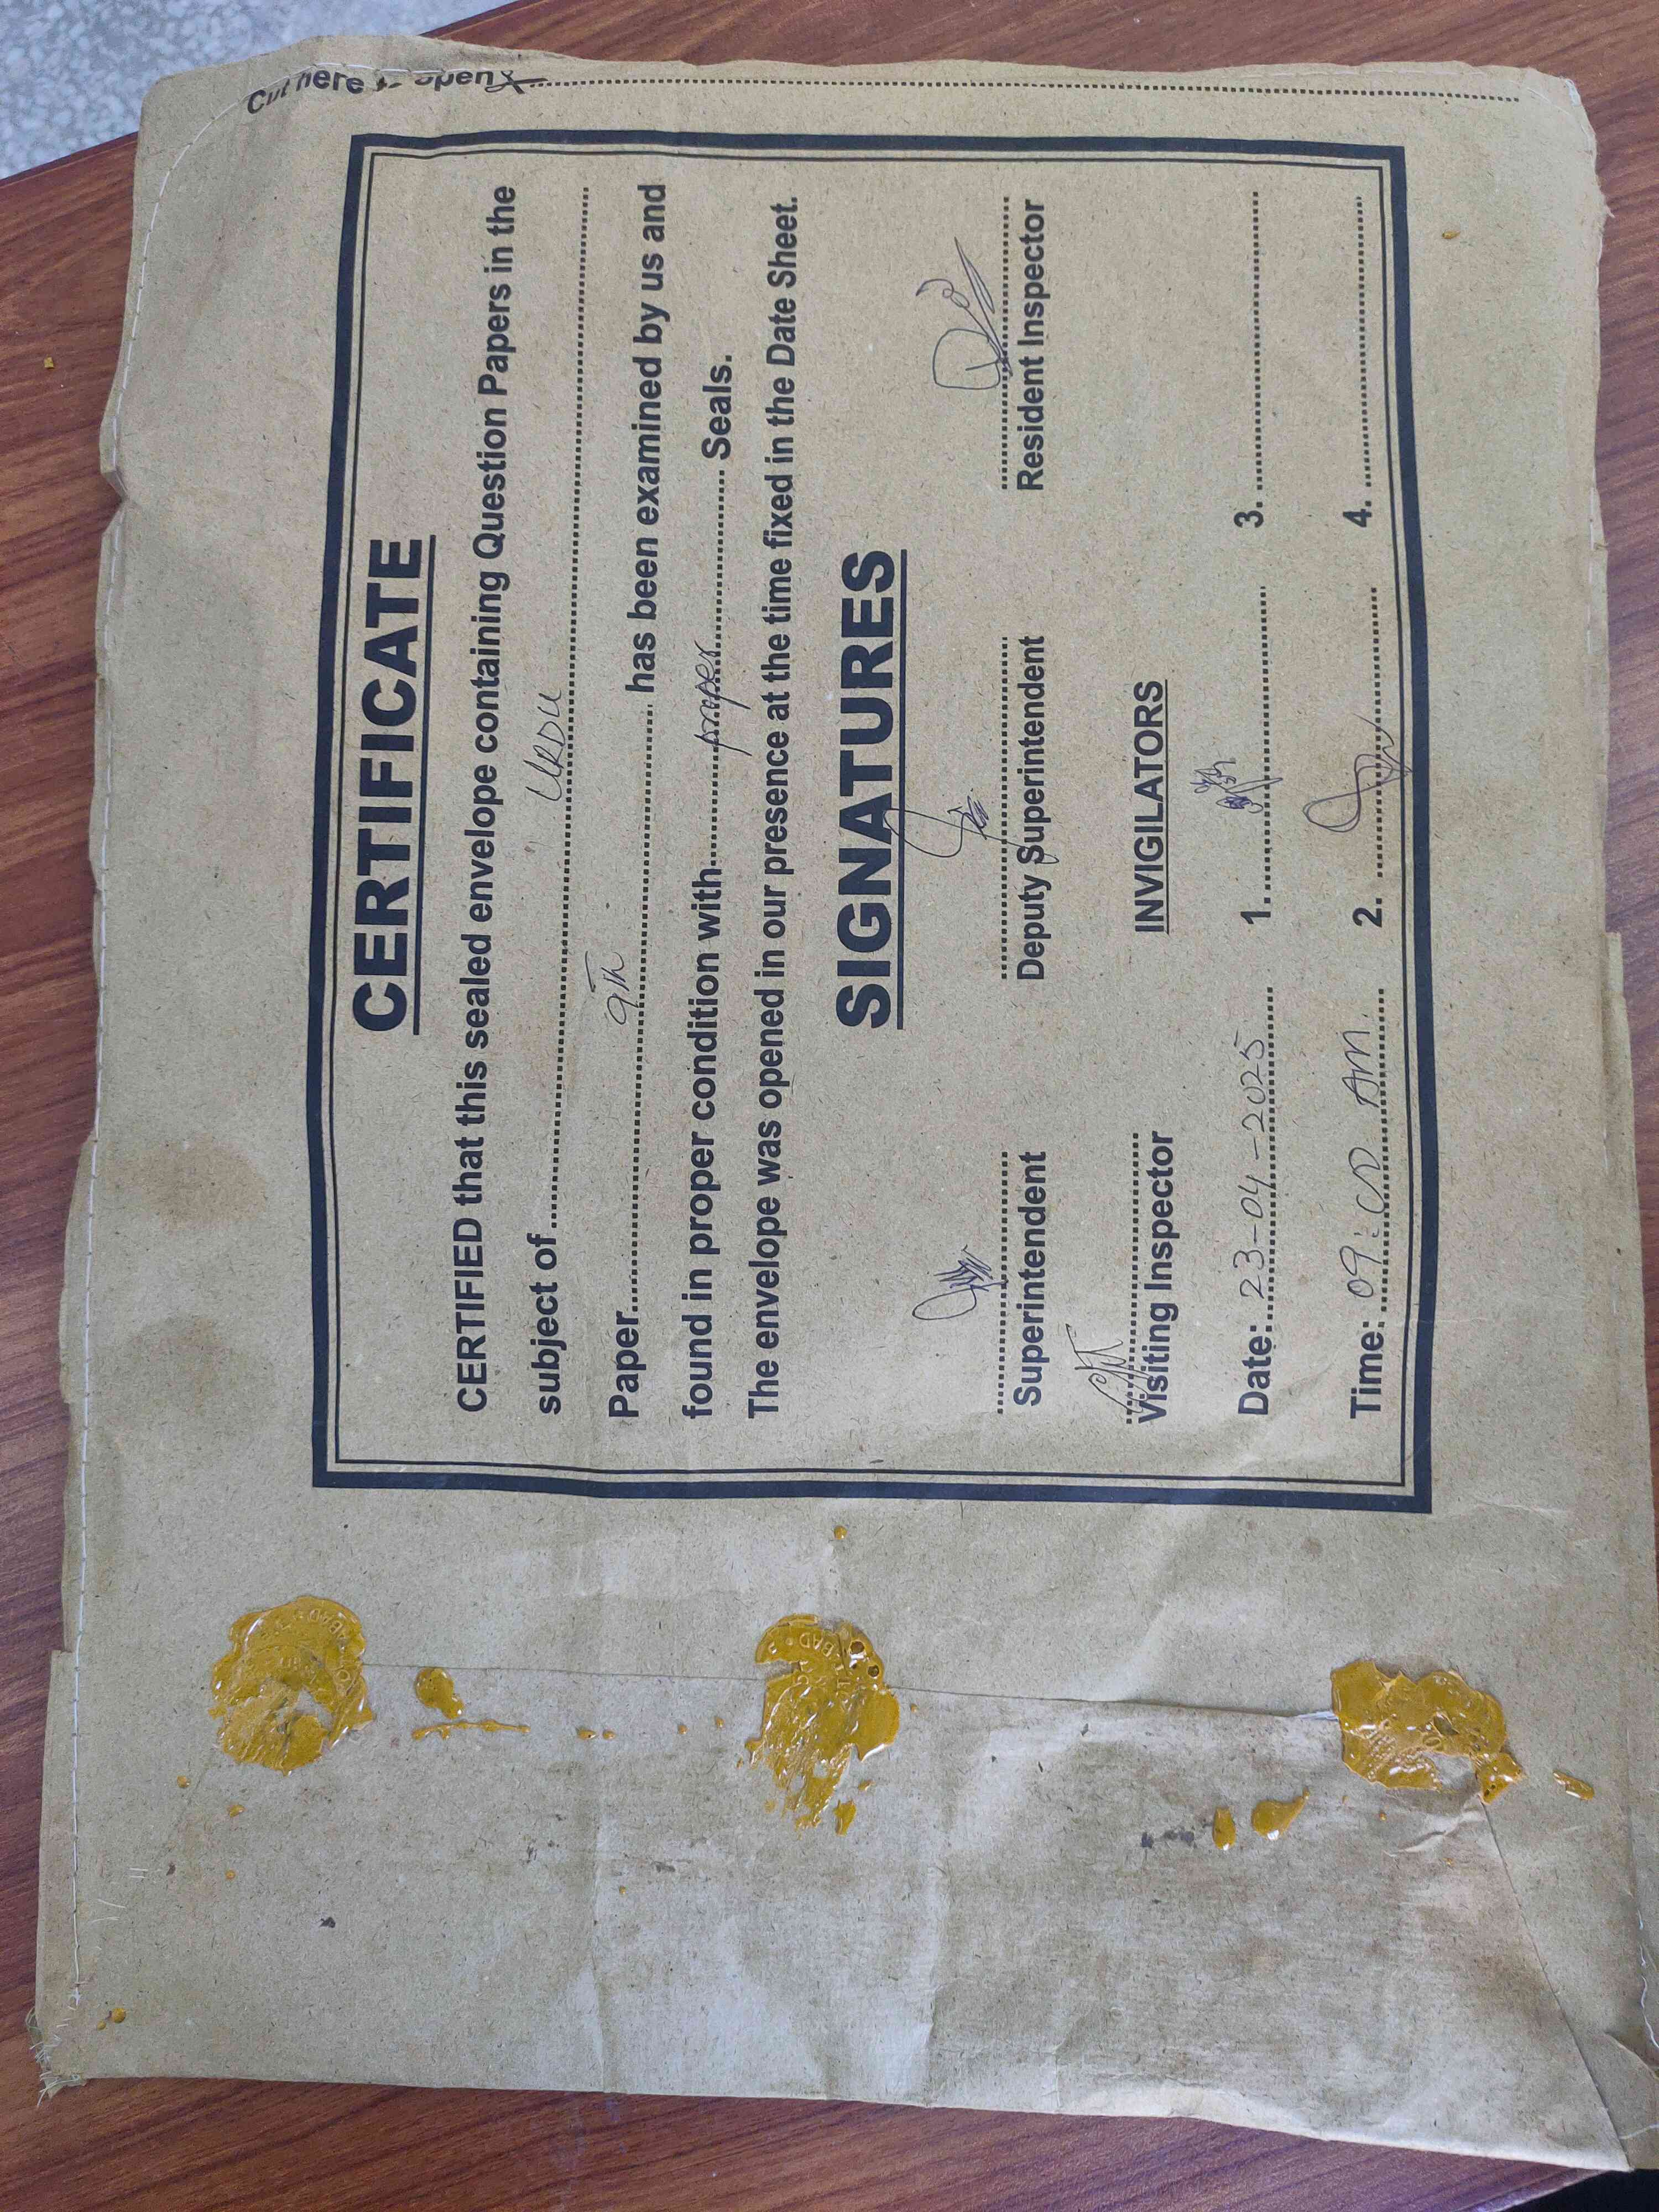 Cut here to open
CERTIFICATE
CERTIFIED that this sealed envelope containing Question Papers in the
subject of URDU
Paper 9Th has been examined by us and
found in proper condition with proper Seals.
The envelope was opened in our presence at the time fixed in the Date Sheet.
SIGNATURES
Superintendent Deputy Superintendent Resident Inspector
Visiting Inspector INVIGILATORS
Date: 23-04-2025 1. 3.
Time: 09:00 AM. 2. 4.